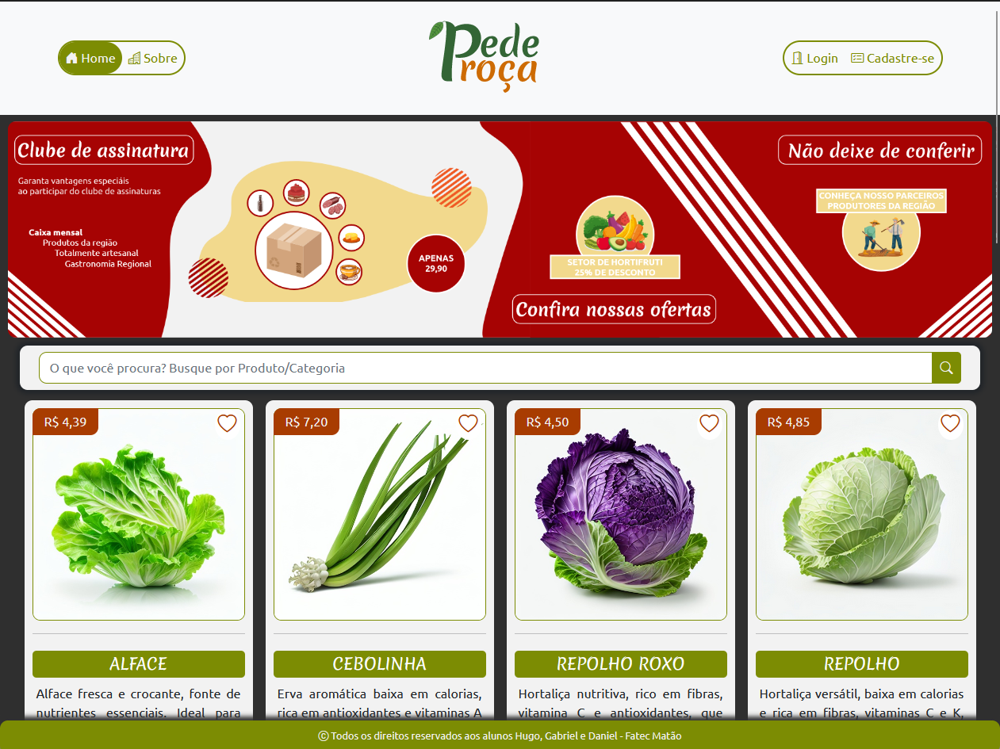 Home
Sobre
Pede
roça
Login
Cadastre-se
Clube de assinatura
Garanta vantagens especiáis
ao participar do clube de assinaturas
Caixa mensal
Produtos da região
Totalmente artesanal
Gastronomia Regional
APENAS
29,90
SETOR DE HORTIFRUTI
25% DE DESCONTO
Confira nossas ofertas
Não deixe de conferir
CONHEÇA NOSSO PARCEIROS
PRODUTORES DA REGIÃO
O que você procura? Busque por Produto/Categoria
R$ 4,39
ALFACE
Alface fresca e crocante, fonte de
nutrientes essenciais. Ideal para
R$ 7,20
CEBOLINHA
Erva aromática baixa em calorias,
rica em antioxidantes e vitaminas A
R$ 4,50
REPOLHO ROXO
Hortaliça nutritiva, rico em fibras,
vitamina C e antioxidantes, que
R$ 4,85
REPOLHO
Hortaliça versátil, baixa em calorias
e rica em fibras, vitaminas C e K,
© Todos os direitos reservados aos alunos Hugo, Gabriel e Daniel - Fatec Matão